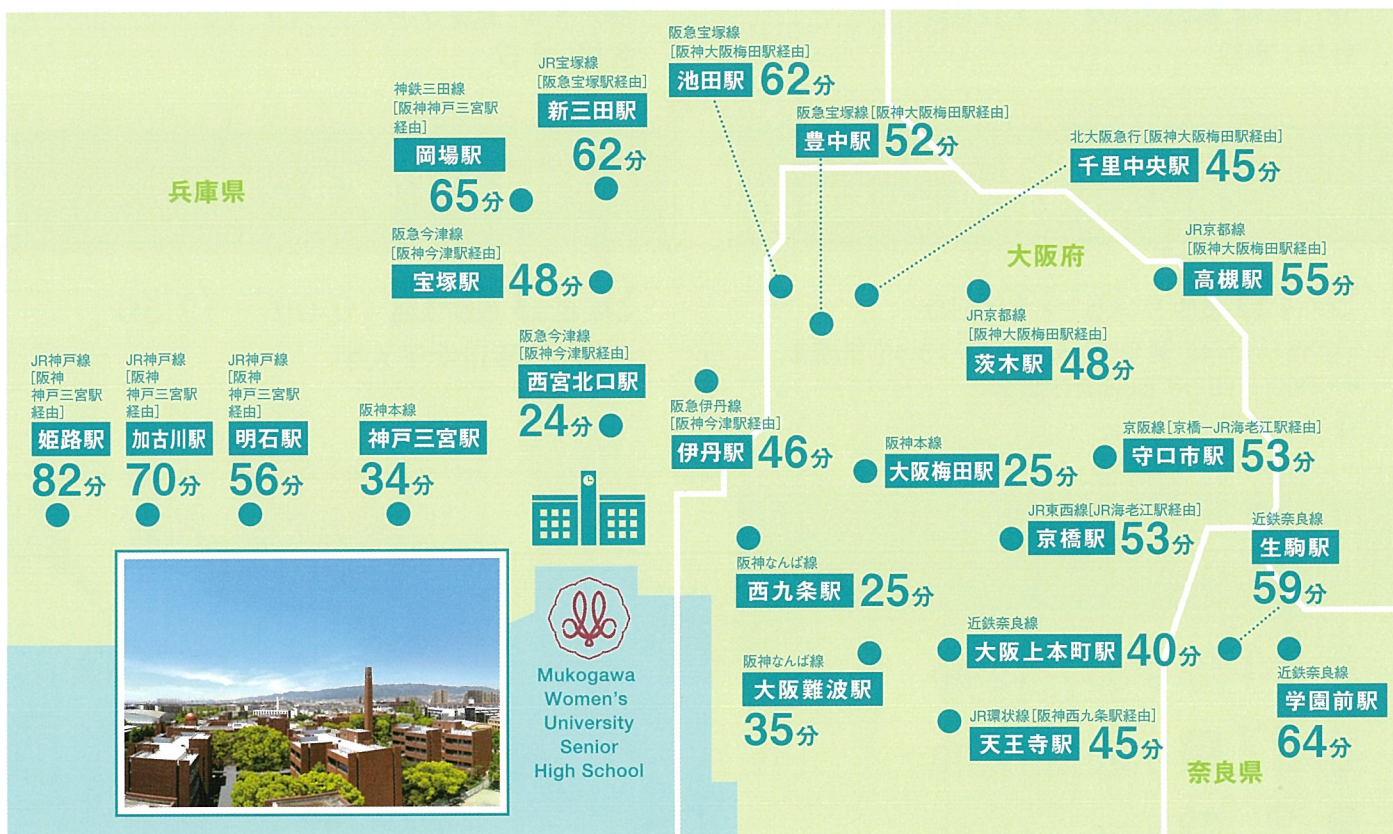 阪急宝塚線
[阪神大阪梅田駅経由]
池田駅 62分
JR宝塚線
[阪急宝塚駅経由]
新三田駅
62分
神鉄三田線
[阪神神戸三宮駅
経由]
岡場駅
65分
阪急宝塚線[阪神大阪梅田駅経由]
豊中駅 52分
北大阪急行[阪神大阪梅田駅経由]
千里中央駅 45分
兵庫県
阪急今津線
[阪神今津駅経由]
宝塚駅 48分
大阪府
JR京都線
[阪神大阪梅田駅経由]
高槻駅 55分
JR京都線
[阪神大阪梅田駅経由]
茨木駅 48分
阪急今津線
[阪神今津駅経由]
西宮北口駅
24分
JR神戸線
[阪神
神戸三宮駅
経由]
姫路駅
82分
JR神戸線
[阪神
神戸三宮駅
経由]
加古川駅
70分
JR神戸線
[阪神
神戸三宮駅
経由]
明石駅
56分
阪神本線
神戸三宮駅
34分
阪急伊丹線
[阪神今津駅経由]
伊丹駅 46分
阪神本線
大阪梅田駅 25分
京阪線[京橋ーJR海老江駅経由]
守口市駅 53分
JR東西線[JR海老江駅経由]
京橋駅 53分
近鉄奈良線
生駒駅
59分
阪神なんば線
西九条駅 25分
近鉄奈良線
大阪上本町駅 40分
阪神なんば線
大阪難波駅
35分
近鉄奈良線
学園前駅
64分
JR環状線[阪神西九条駅経由]
天王寺駅 45分
奈良県
Mukogawa
Women's
University
Senior
High School